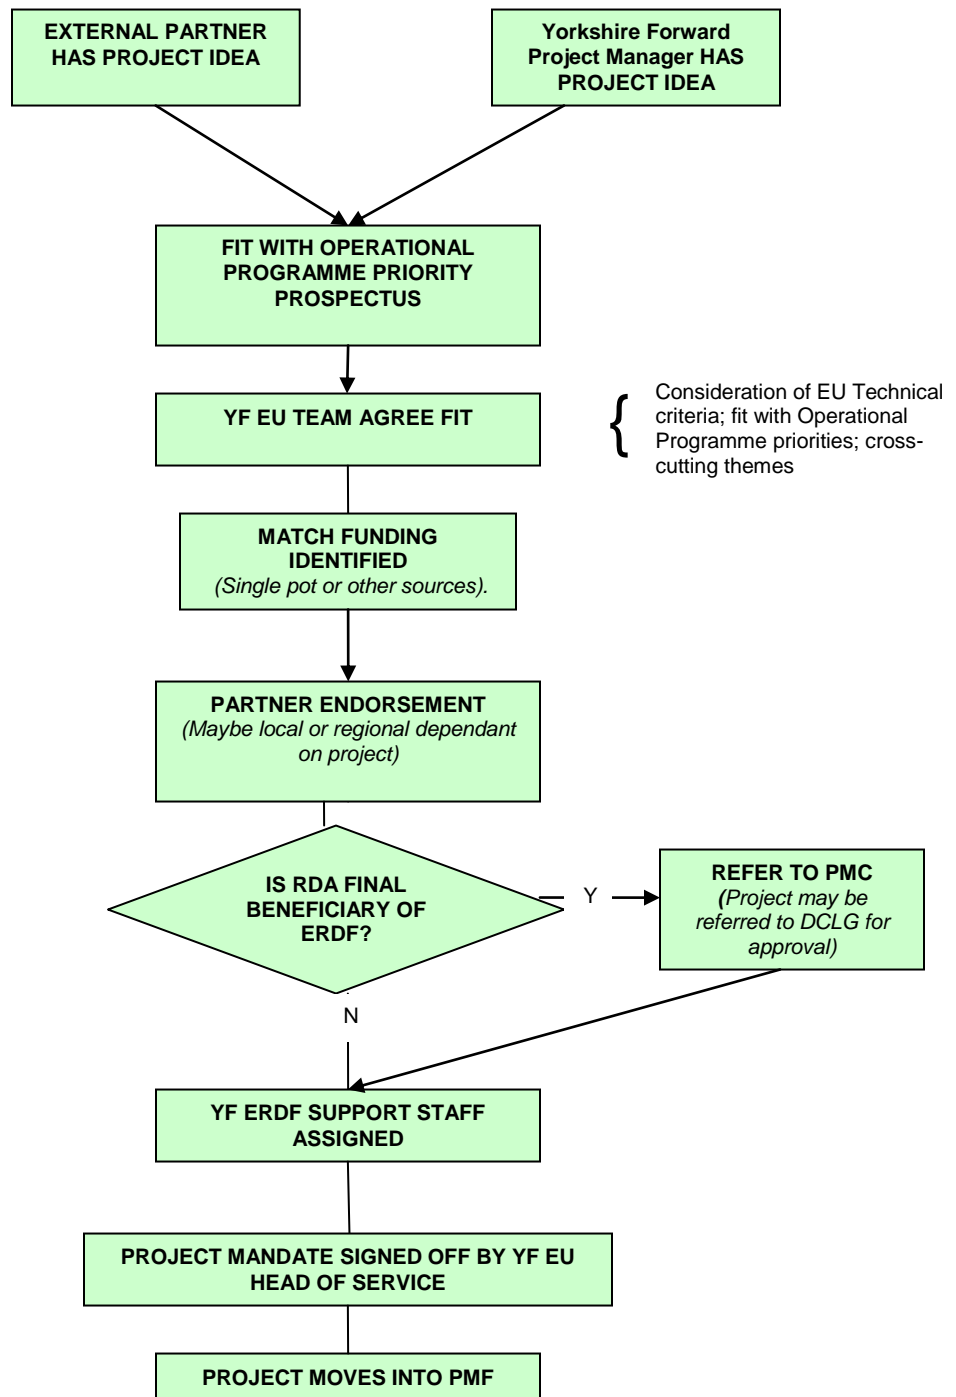 EXTERNAL PARTNER
HAS PROJECT IDEA
Yorkshire Forward
Project Manager HAS
PROJECT IDEA
FIT WITH OPERATIONAL
PROGRAMME PRIORITY
PROSPECTUS
YF EU TEAM AGREE FIT
{
Consideration of EU Technical
criteria; fit with Operational
Programme priorities; cross-
cutting themes
MATCH FUNDING
IDENTIFIED
(Single pot or other sources).
PARTNER ENDORSEMENT
(Maybe local or regional dependant
on project)
IS RDA FINAL
BENEFICIARY OF
ERDF?
Y
REFER TO PMC
(Project may be
referred to DCLG for
approval)
N
YF ERDF SUPPORT STAFF
ASSIGNED
PROJECT MANDATE SIGNED OFF BY YF EU
HEAD OF SERVICE
PROJECT MOVES INTO PMF